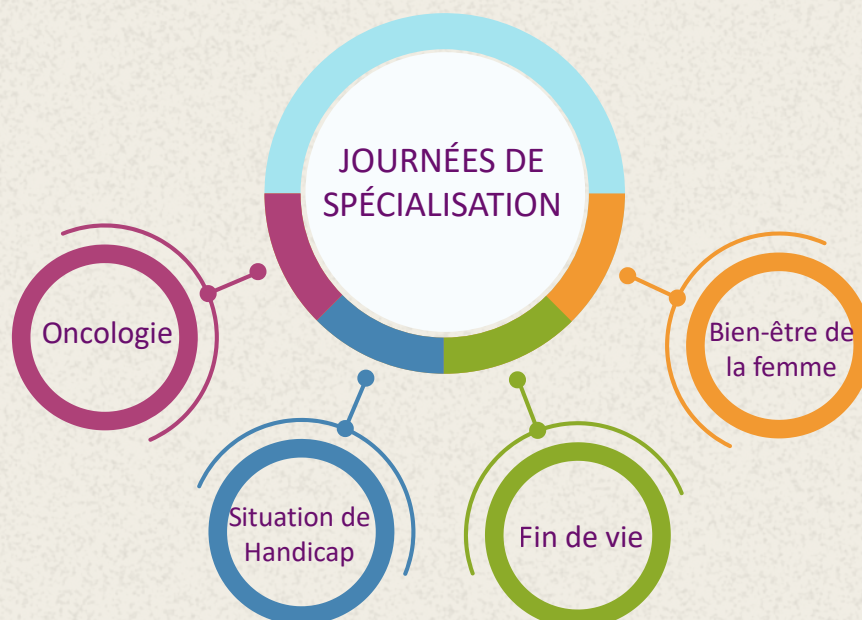 JOURNÉES DE
SPÉCIALISATION
Oncologie
Situation de
Handicap
Fin de vie
Bien-être de
la femme